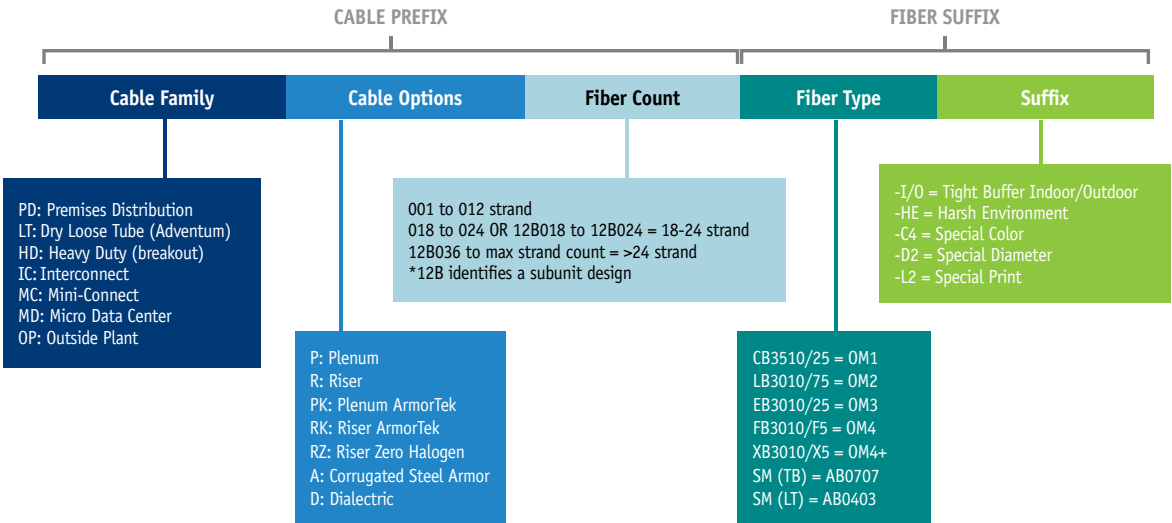 CABLE PREFIX
FIBER SUFFIX
Cable Family
Cable Options
Fiber Count
Fiber Type
Suffix
PD: Premises Distribution
LT: Dry Loose Tube (Adventum)
HD: Heavy Duty (breakout)
IC: Interconnect
MC: Mini-Connect
MD: Micro Data Center
OP: Outside Plant
P: Plenum
R: Riser
PK: Plenum ArmorTek
RK: Riser ArmorTek
RZ: Riser Zero Halogen
A: Corrugated Steel Armor
D: Dialectric
001 to 012 strand
018 to 024 OR 12B018 to 12B024 = 18-24 strand
12B036 to max strand count = >24 strand
*12B identifies a subunit design
CB3510/25 = OM1
LB3010/75 = OM2
EB3010/25 = OM3
FB3010/F5 = OM4
XB3010/X5 = OM4+
SM (TB) = AB0707
SM (LT) = AB0403
-I/O = Tight Buffer Indoor/Outdoor
-HE = Harsh Environment
-C4 = Special Color
-D2 = Special Diameter
-L2 = Special Print